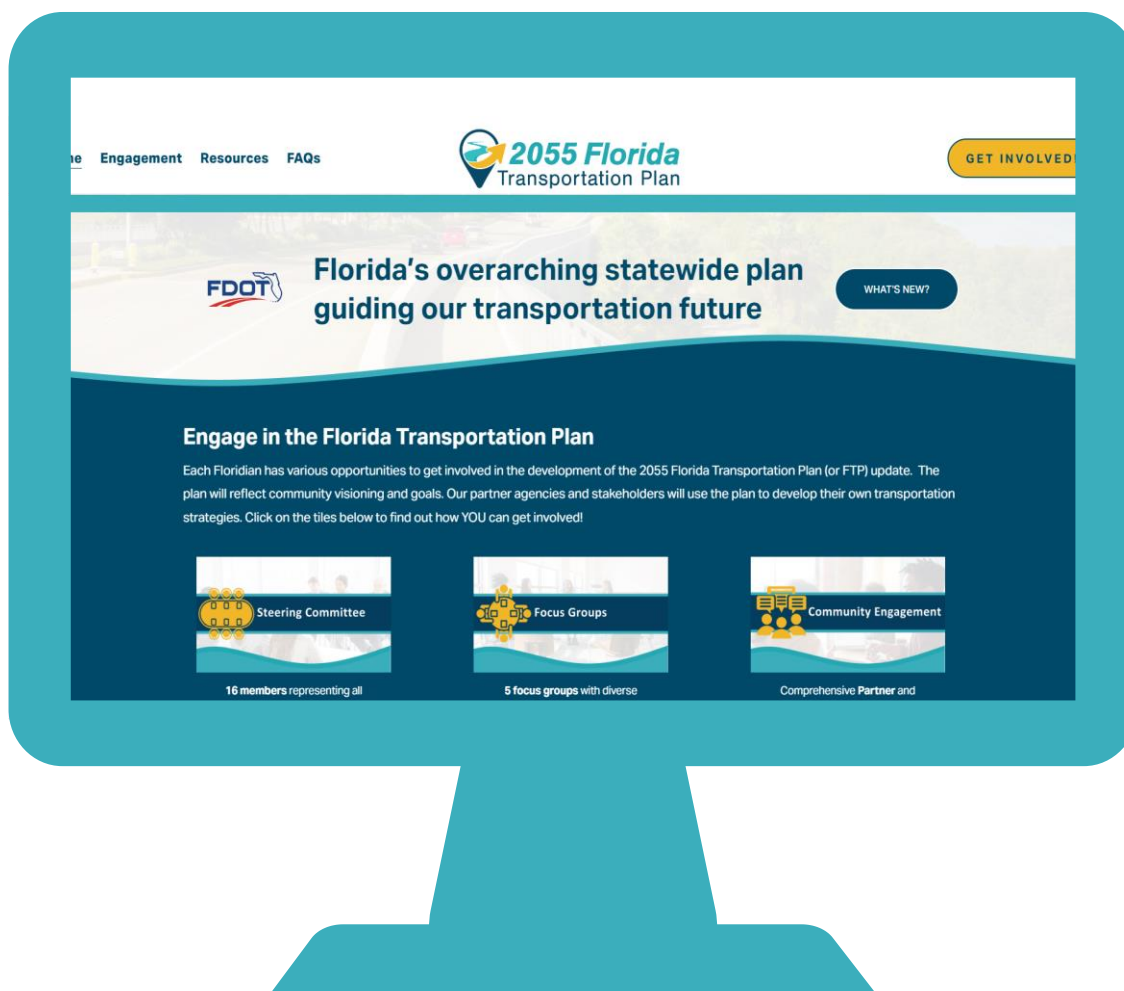 Engagement Resources FAQs
2055 Florida
Transportation Plan
GET INVOLVED!
FDOT
Florida's overarching statewide plan
guiding our transportation future
WHAT'S NEW?
Engage in the Florida Transportation Plan
Each Floridian has various opportunities to get involved in the development of the 2055 Florida Transportation Plan (or FTP) update. The
plan will reflect community visioning and goals. Our partner agencies and stakeholders will use the plan to develop their own transportation
strategies. Click on the tiles below to find out how YOU can get involved!
Steering Committee
Focus Groups
Community Engagement
16 members representing all
5 focus groups with diverse
Comprehensive Partner and